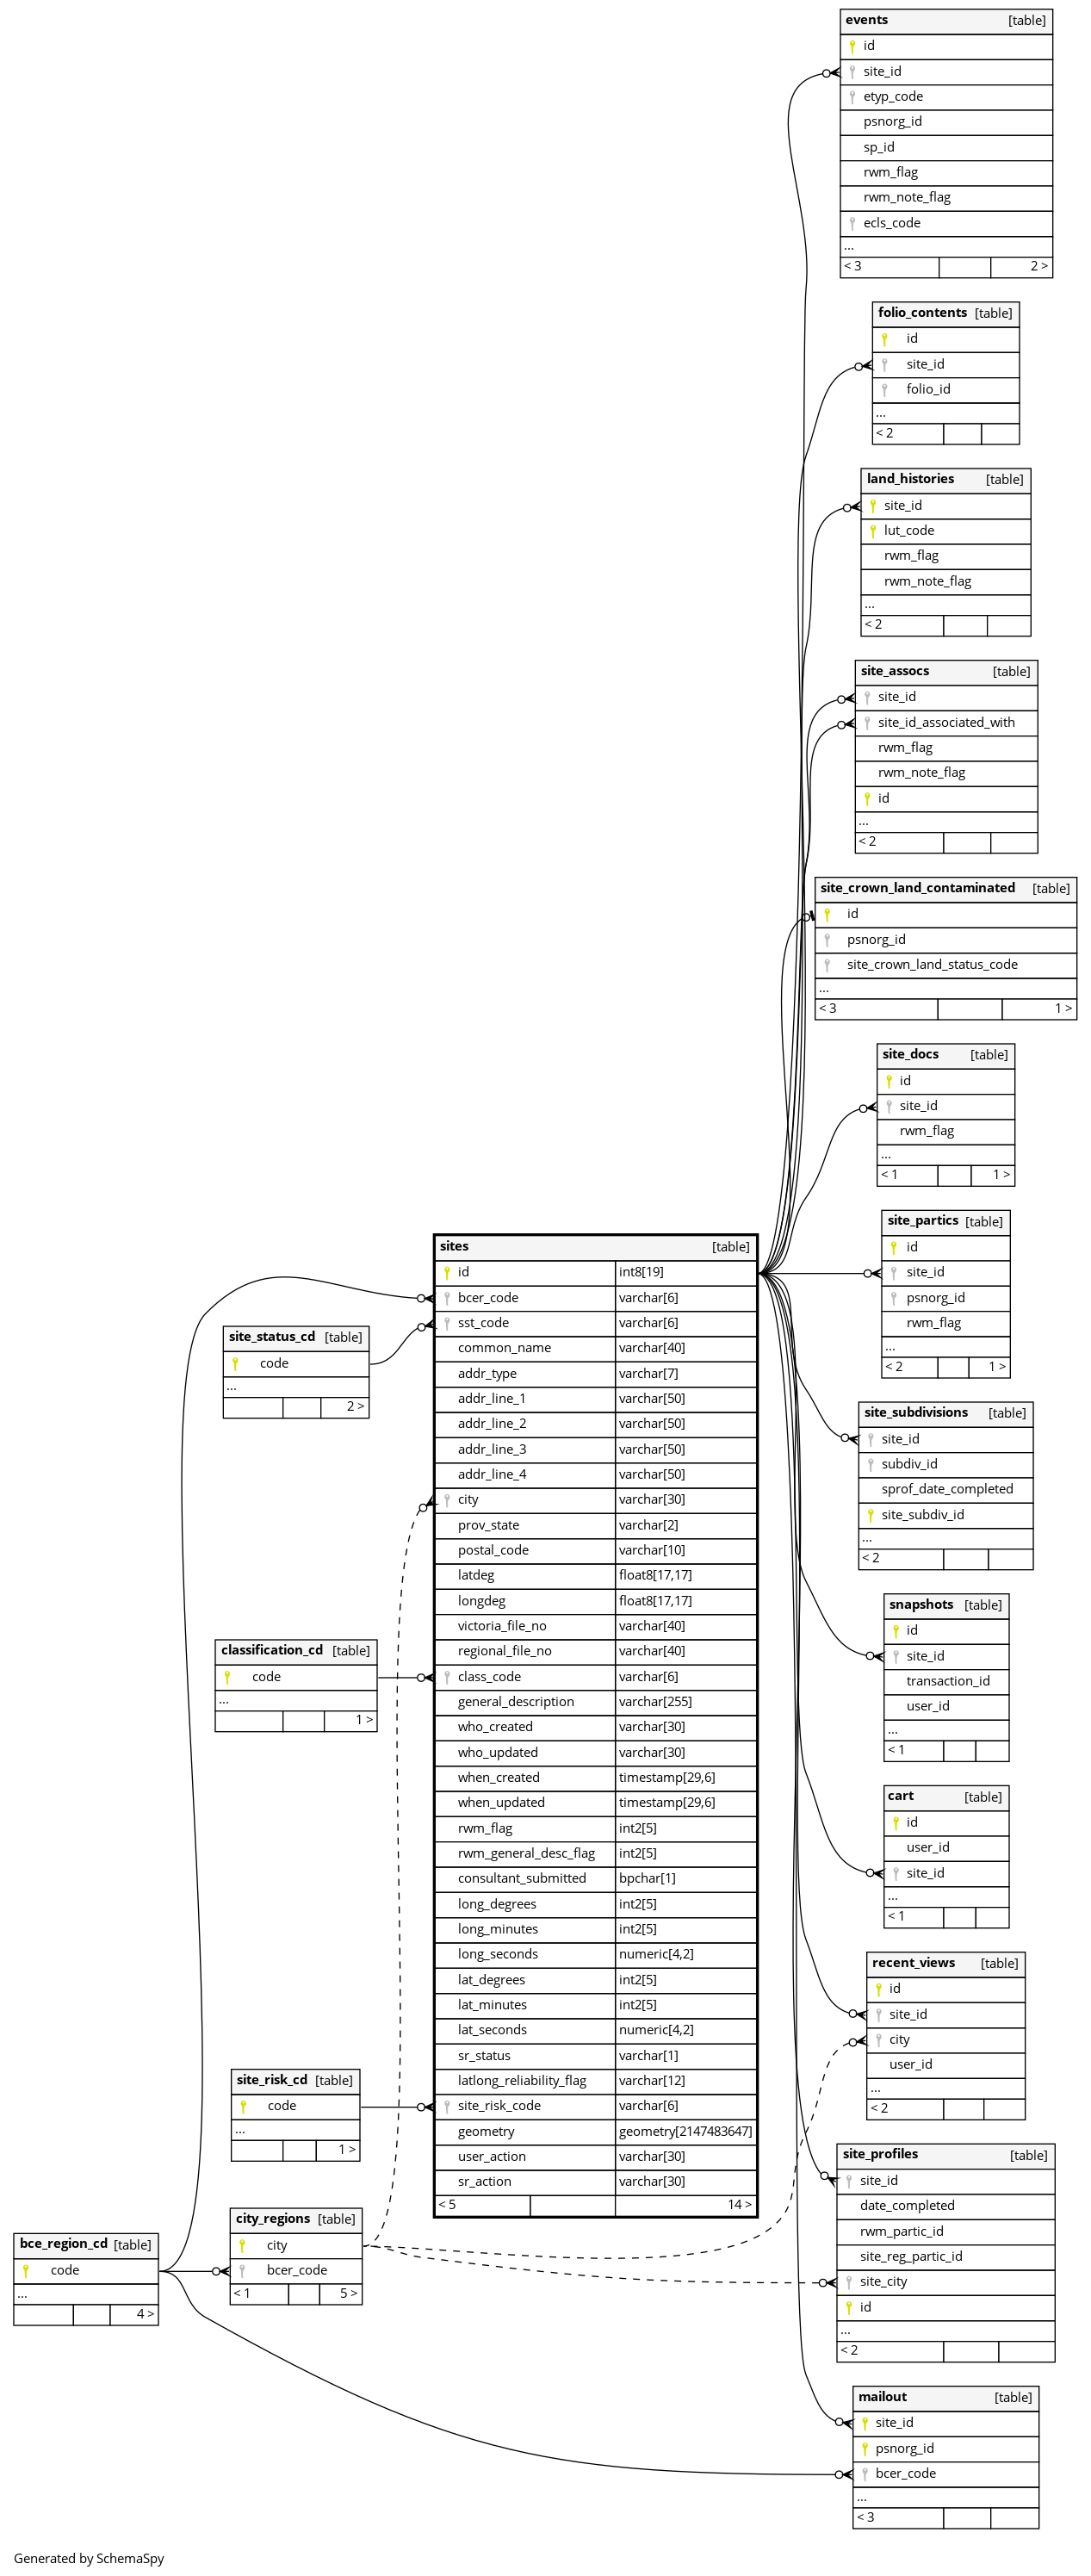 events [table]
id
site_id
etyp_code
psnorg_id
sp_id
rwm_flag
rwm_note_flag
ecls_code
...
< 3 2 >
folio_contents [table]
id
site_id
folio_id
...
< 2
land_histories [table]
site_id
lut_code
rwm_flag
rwm_note_flag
...
< 2
site_assocs [table]
site_id
site_id_associated_with
rwm_flag
rwm_note_flag
id
...
< 2
site_crown_land_contaminated [table]
id
psnorg_id
site_crown_land_status_code
...
< 3 1 >
site_docs [table]
id
site_id
rwm_flag
...
< 1 1 >
site_partics [table]
id
site_id
psnorg_id
rwm_flag
...
< 2 1 >
site_subdivisions [table]
site_id
subdiv_id
sprof_date_completed
site_subdiv_id
...
< 2
snapshots [table]
id
site_id
transaction_id
user_id
...
< 1
cart [table]
id
user_id
site_id
...
< 1
recent_views [table]
id
site_id
city
user_id
...
< 2
site_profiles [table]
site_id
date_completed
rwm_partic_id
site_reg_partic_id
site_city
id
...
< 2
mailout [table]
site_id
psnorg_id
bcer_code
...
< 3
sites [table]
id int8[19]
bcer_code varchar[6]
sst_code varchar[6]
common_name varchar[40]
addr_type varchar[7]
addr_line_1 varchar[50]
addr_line_2 varchar[50]
addr_line_3 varchar[50]
addr_line_4 varchar[50]
city varchar[30]
prov_state varchar[2]
postal_code varchar[10]
latdeg float8[17,17]
longdeg float8[17,17]
victoria_file_no varchar[40]
regional_file_no varchar[40]
class_code varchar[6]
general_description varchar[255]
who_created varchar[30]
who_updated varchar[30]
when_created timestamp[29,6]
when_updated timestamp[29,6]
rwm_flag int2[5]
rwm_general_desc_flag int2[5]
consultant_submitted bpchar[1]
long_degrees int2[5]
long_minutes int2[5]
long_seconds numeric[4,2]
lat_degrees int2[5]
lat_minutes int2[5]
lat_seconds numeric[4,2]
sr_status varchar[1]
latlong_reliability_flag varchar[12]
site_risk_code varchar[6]
geometry geometry[2147483647]
user_action varchar[30]
sr_action varchar[30]
< 5 14 >
site_status_cd [table]
code
...
2 >
classification_cd [table]
code
...
1 >
site_risk_cd [table]
code
...
1 >
city_regions [table]
city
bcer_code
< 1 5 >
bce_region_cd [table]
code
...
4 >
Generated by SchemaSpy